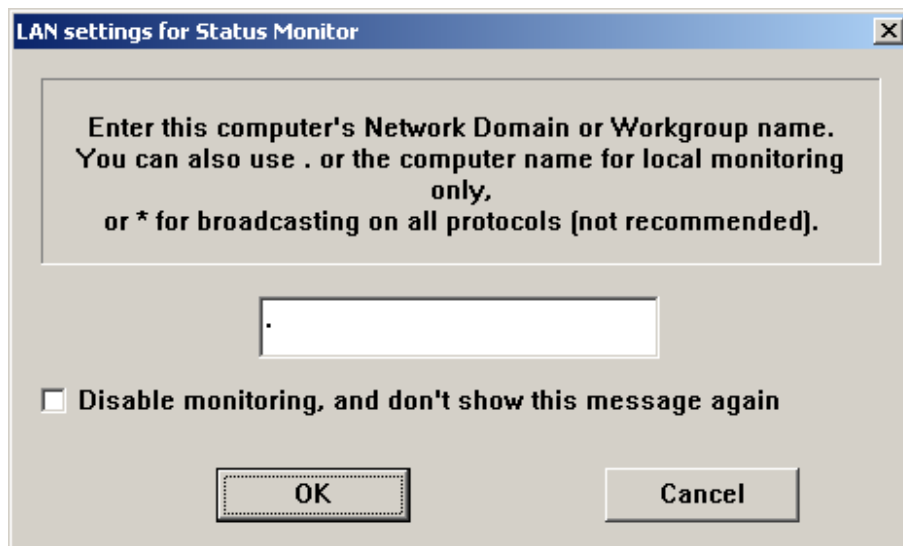 LAN settings for Status Monitor
Enter this computer's Network Domain or Workgroup name.
You can also use . or the computer name for local monitoring
only,
or * for broadcasting on all protocols (not recommended).
.
Disable monitoring, and don't show this message again
OK Cancel